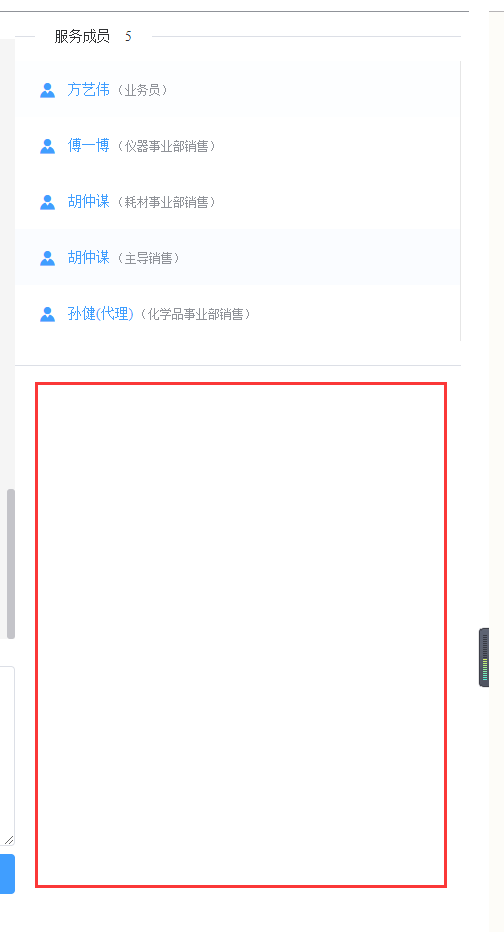 服务成员 5
方艺伟（业务员）
傅一博（仪器事业部销售）
胡仲谋（耗材事业部销售）
胡仲谋（主导销售）
孙健(代理)（化学品事业部销售）